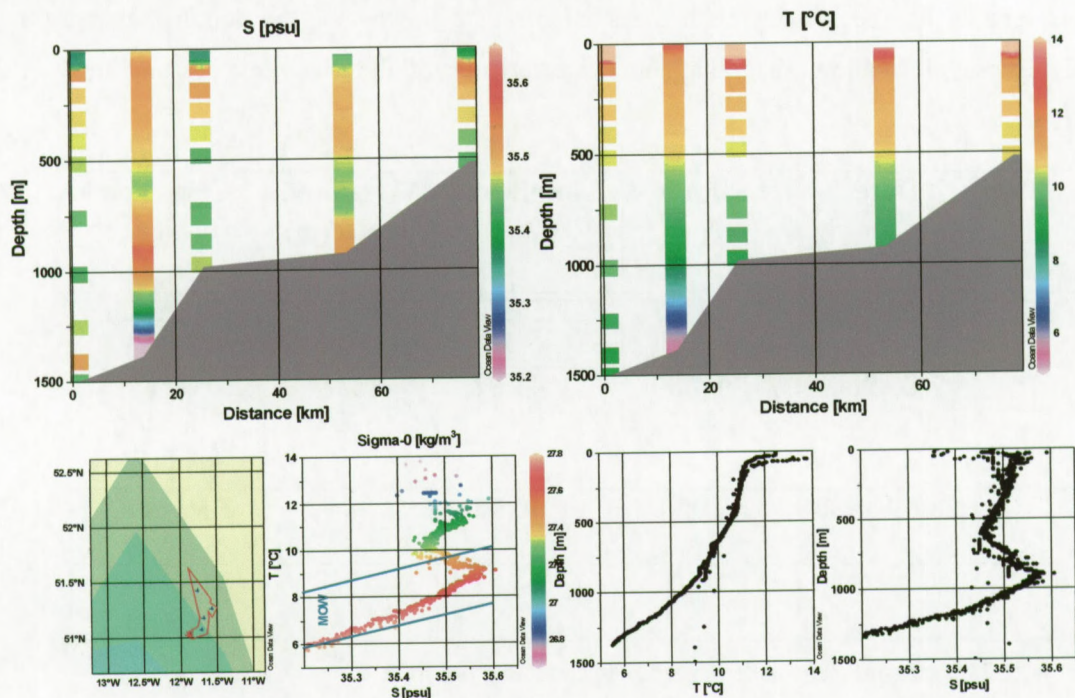 S [psu]
0
500
1000
1500
Depth [m]
0
20
40
60
Distance [km]
35.6
35.5
35.4
35.3
35.2
Ocean Data View
T [°C]
0
500
1000
1500
Depth [m]
0
20
40
60
Distance [km]
14
12
10
8
6
Ocean Data View
52.5°N
52°N
51.5°N
51°N
13°W
12.5°W
12°W
11.5°W
11°W
Ocean Data View
Sigma-0 [kg/m³]
14
12
10
8
6
T [°C]
MOW
35.3
35.4
35.5
35.6
S [psu]
Ocean Data View
27.8
27.6
27.4
27
26.8
0
500
1000
1500
Depth [m]
6
8
10
12
14
T [°C]
Ocean Data View
0
500
1000
1500
Depth [m]
35.3
35.4
35.5
35.6
S [psu]
Ocean Data View